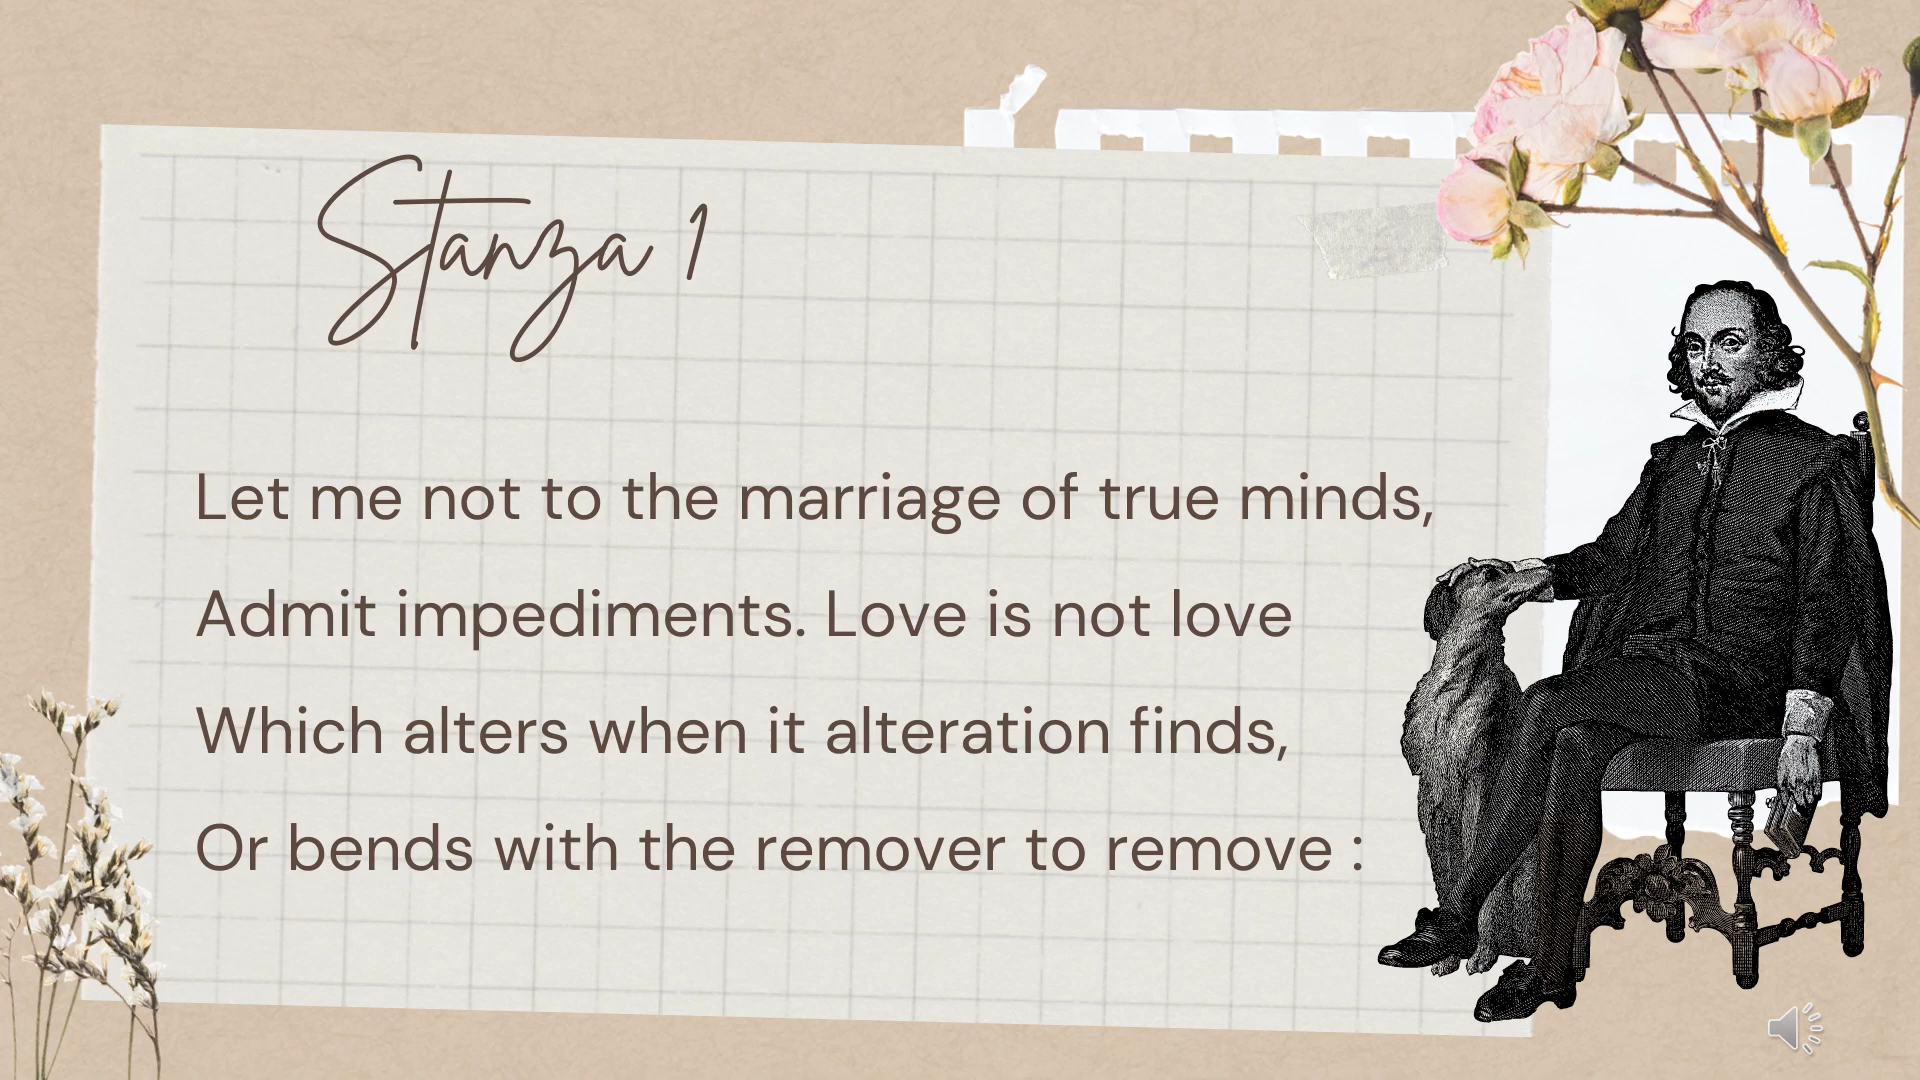 Stanza 1
Let me not to the marriage of true minds,
Admit impediments. Love is not love
Which alters when it alteration finds,
Or bends with the remover to remove :